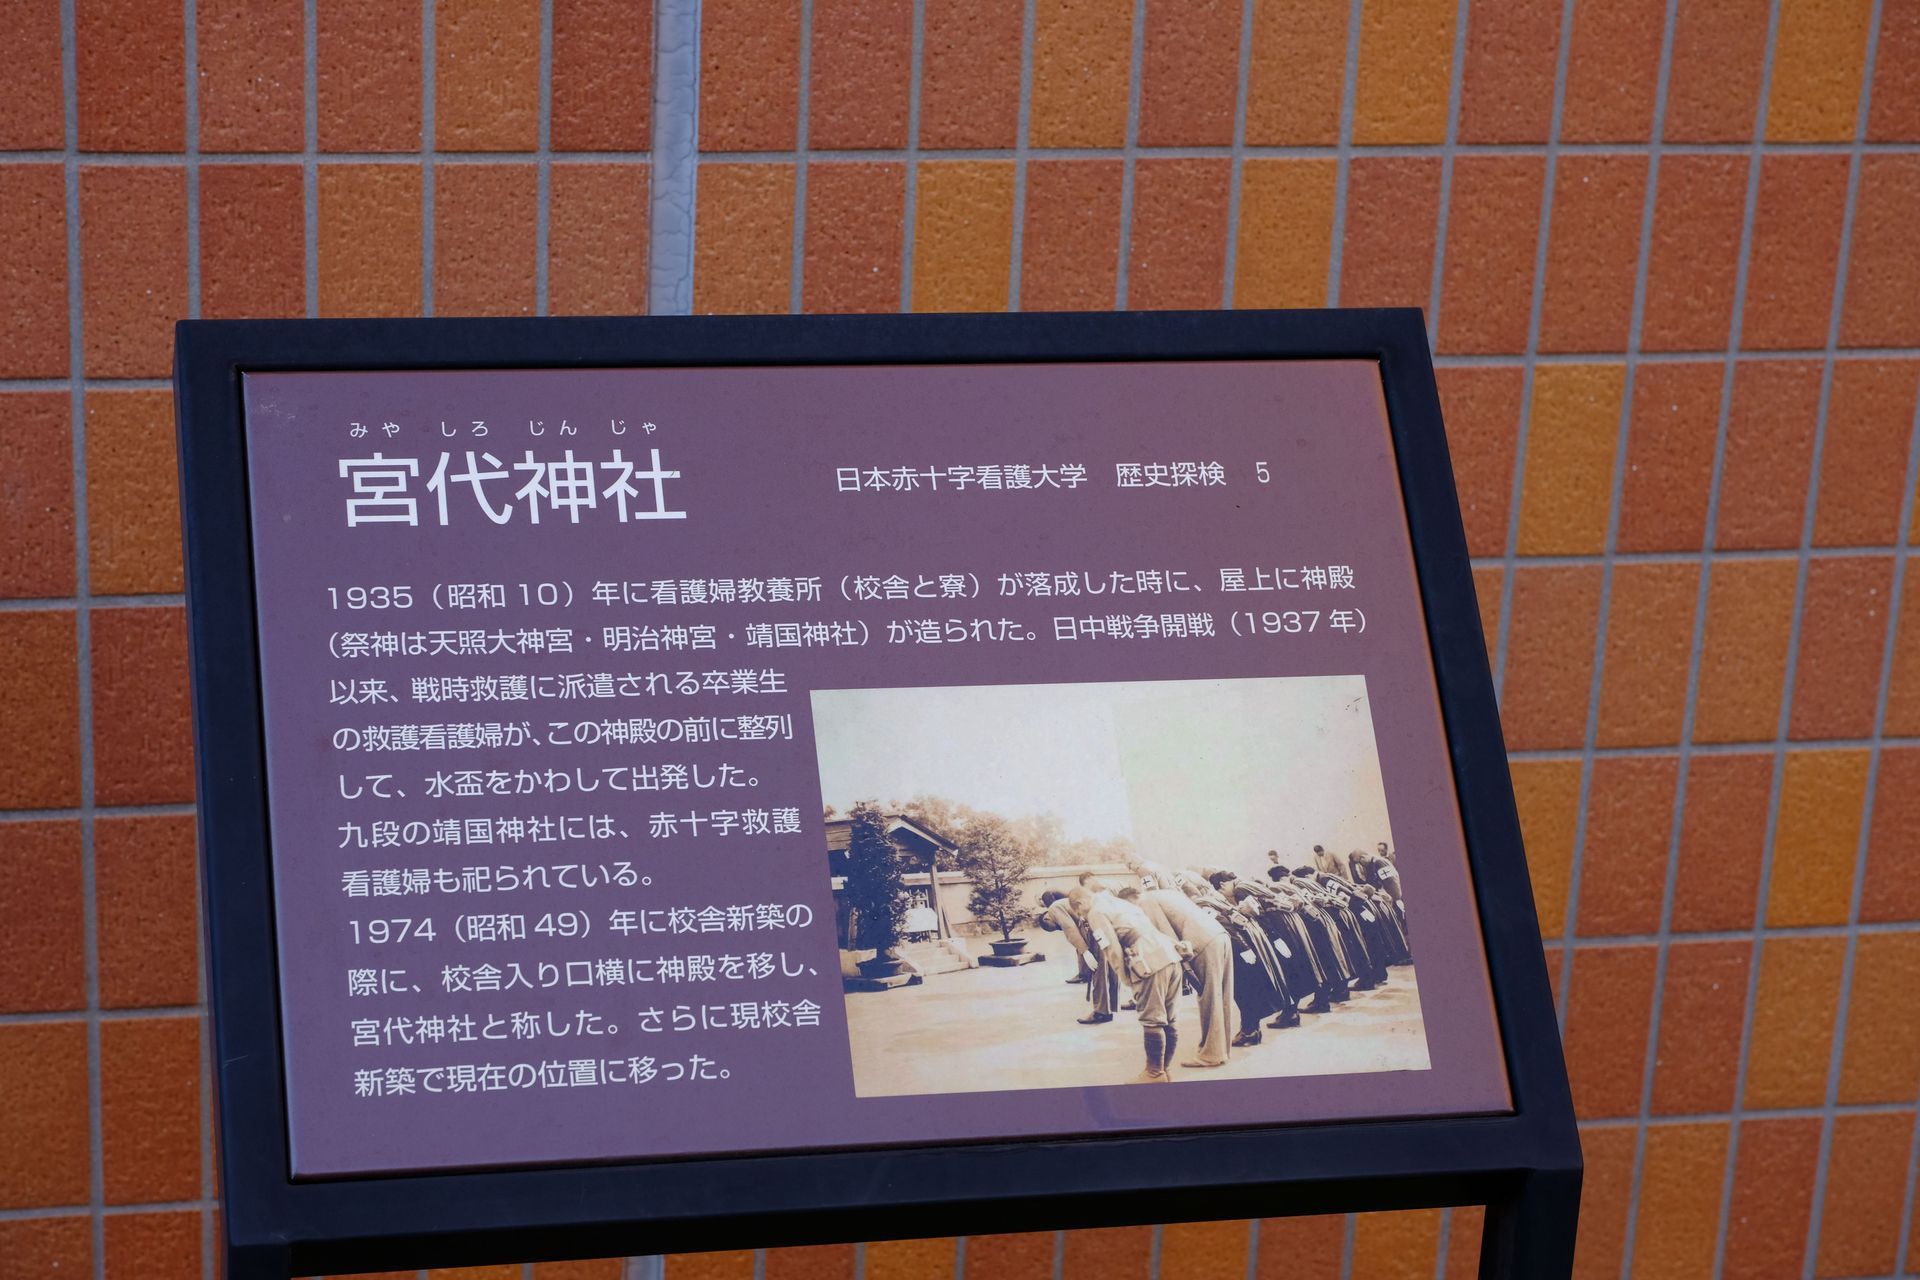 みや しろ じん じゃ
宮代神社
日本赤十字看護大学 歴史探検 5
1935（昭和 10）年に看護婦教養所（校舎と寮）が落成した時に、屋上に神殿
（祭神は天照大神宮・明治神宮・靖国神社）が造られた。日中戦争開戦（1937 年）
以来、戦時救護に派遣される卒業生
の救護看護婦が、この神殿の前に整列
して、水盃をかわして出発した。
九段の靖国神社には、赤十字救護
看護婦も祀られている。
1974（昭和 49）年に校舎新築の
際に、校舎入り口横に神殿を移し、
宮代神社と称した。さらに現校舎
新築で現在の位置に移った。